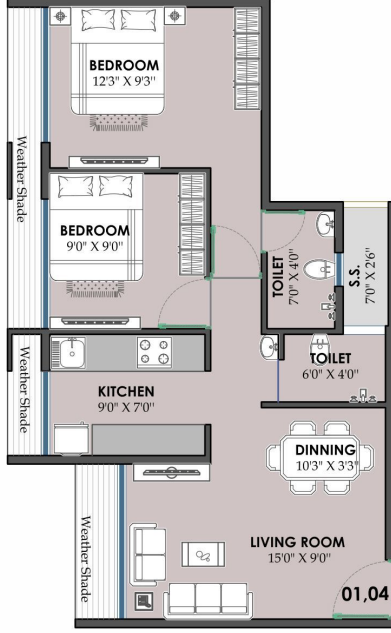 BEDROOM
12'3" X 9'3"
Weather Shade
BEDROOM
9'0" X 9'0"
TOILET
7'0" X 4'0"
S.S.
7'0" X 2'6"
TOILET
6'0" X 4'0"
Weather Shade
KITCHEN
9'0" X 7'0"
DINNING
10'3" X 3'3"
Weather Shade
LIVING ROOM
15'0" X 9'0"
01,04